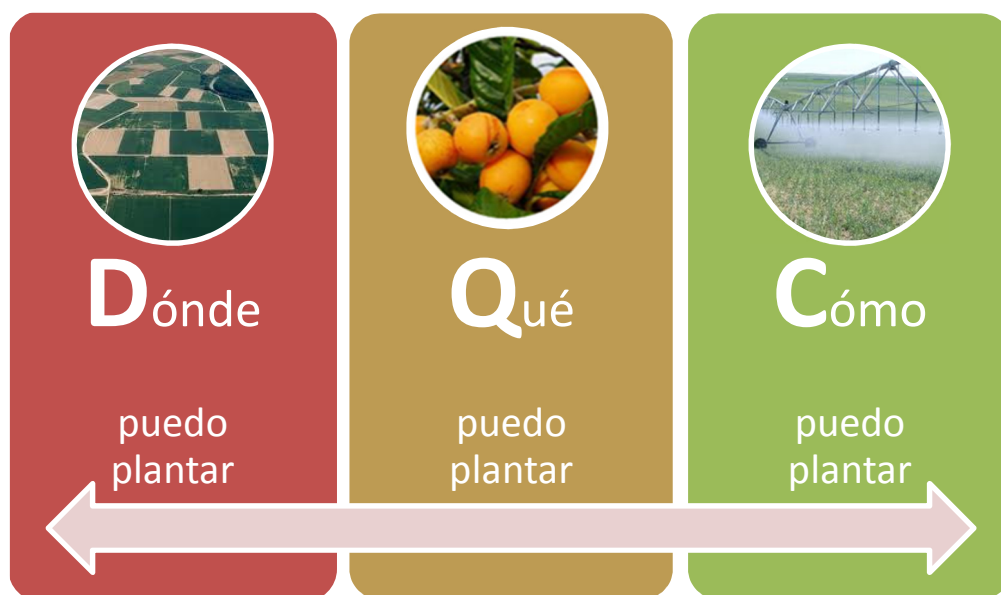 Dónde
puedo
plantar
Qué
puedo
plantar
Cómo
puedo
plantar